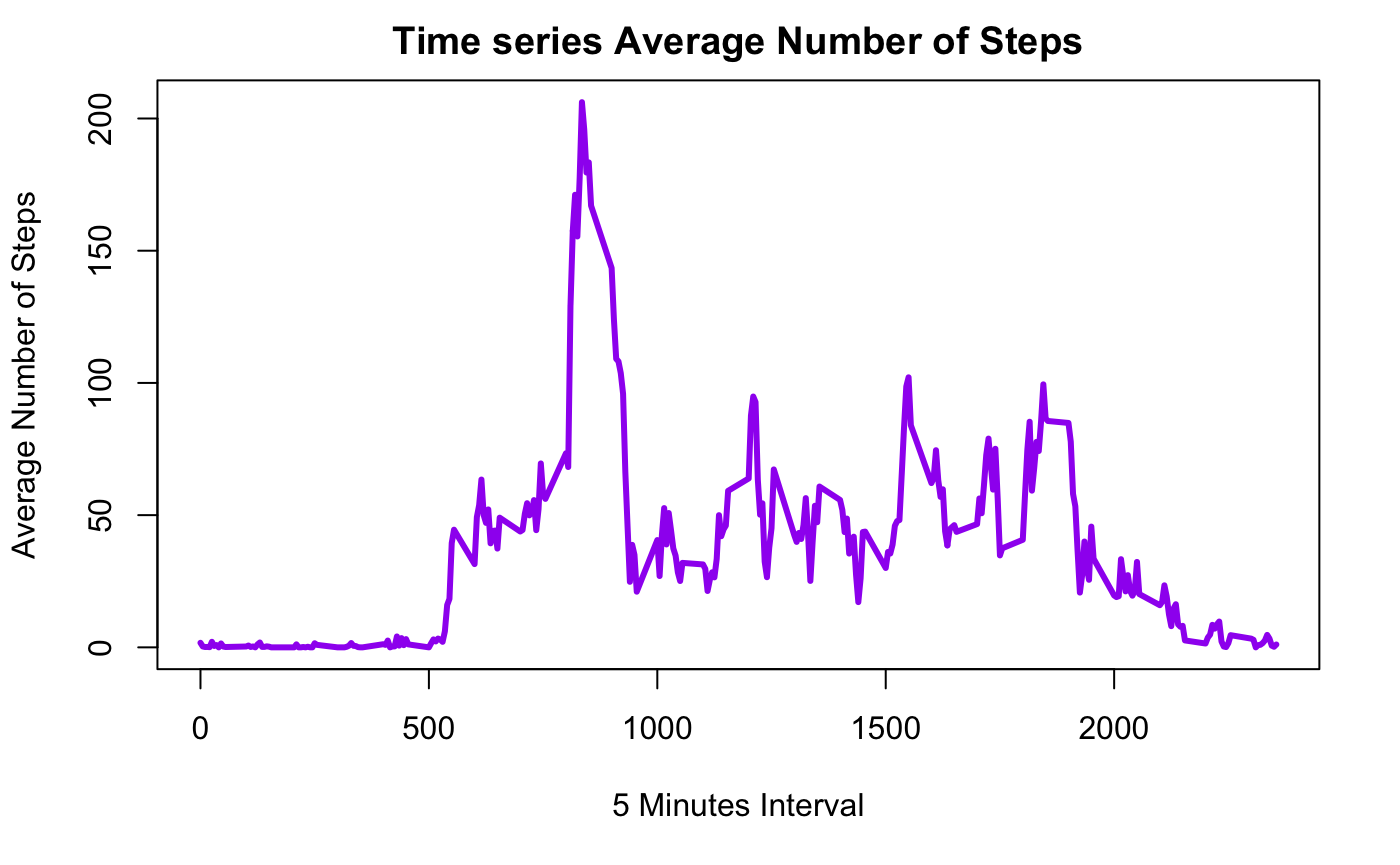 Time series Average Number of Steps
Average Number of Steps
200
150
100
50
0
0 500 1000 1500 2000
5 Minutes Interval